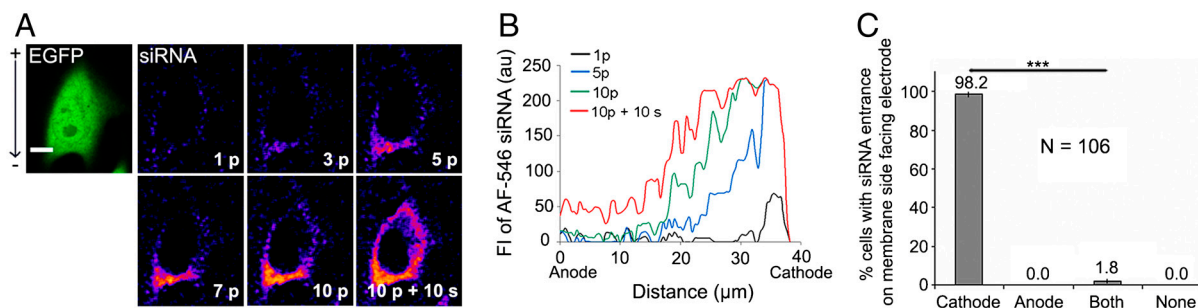 A
+
-
EGFP
siRNA
1 p
3 p
5 p
7 p
10 p
10 p + 10 s
B
FI of AF-546 siRNA (au)
250
200
150
100
50
0
1p
5p
10p
10p + 10 s
0
10
20
30
40
Anode
Cathode
Distance (µm)
C
% cells with siRNA entrance
on membrane side facing electrode
100
80
60
40
20
0
***
98.2
N = 106
0.0
1.8
0.0
Cathode
Anode
Both
None